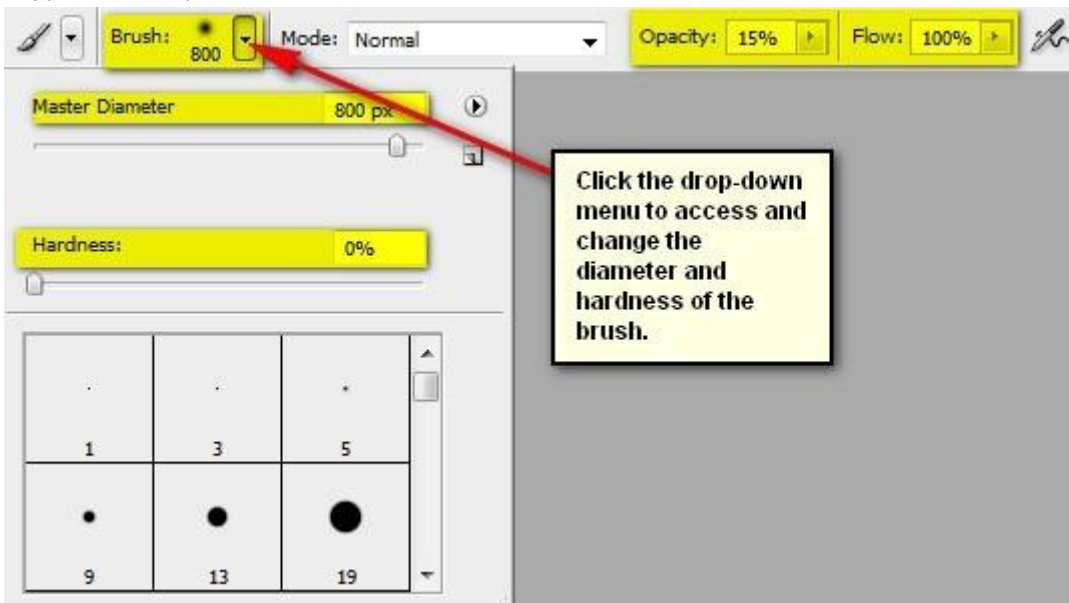 Brush: 800 Mode: Normal Opacity: 15% Flow: 100%
Master Diameter 800 px
Hardness: 0%
Click the drop-down
menu to access and
change the
diameter and
hardness of the
brush.
1 3 5
9 13 19